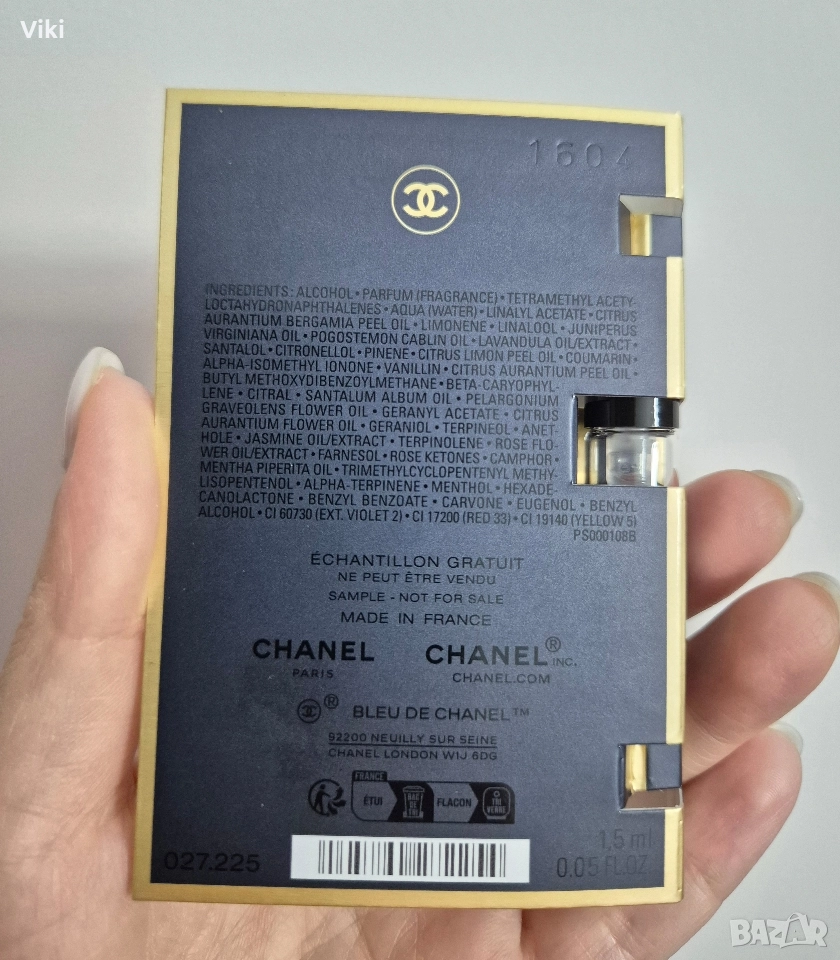 Viki
1604
INGREDIENTS: ALCOHOL • PARFUM (FRAGRANCE) • TETRAMETHYL ACETY-
LOCTAHYDRONAPHTHALENES • AQUA (WATER) • LINALYL ACETATE • CITRUS
AURANTIUM BERGAMIA PEEL OIL • LIMONENE • LINALOOL • JUNIPERUS
VIRGINIANA OIL • POGOSTEMON CABLIN OIL • LAVANDULA OIL/EXTRACT •
SANTALOL • CITRONELLOL • PINENE • CITRUS LIMON PEEL OIL • COUMARIN •
ALPHA-ISOMETHYL IONONE • VANILLIN • CITRUS AURANTIUM PEEL OIL •
BUTYL METHOXYDIBENZOYLMETHANE • BETA-CARYOPHYL-
LENE • CITRAL • SANTALUM ALBUM OIL • PELARGONIUM
GRAVEOLENS FLOWER OIL • GERANYL ACETATE • CITRUS
AURANTIUM FLOWER OIL • GERANIOL • TERPINEOL • ANET-
HOLE • JASMINE OIL/EXTRACT • TERPINOLENE • ROSE FLO-
WER OIL/EXTRACT • FARNESOL • ROSE KETONES • CAMPHOR •
MENTHA PIPERITA OIL • TRIMETHYLCYCLOPENTENYL METHY-
LISOPENTENOL • ALPHA-TERPINENE • MENTHOL • HEXADE-
CANOLACTONE • BENZYL BENZOATE • CARVONE • EUGENOL • BENZYL
ALCOHOL • CI 60730 (EXT. VIOLET 2) • CI 17200 (RED 33) • CI 19140 (YELLOW 5)
PS000108B
ÉCHANTILLON GRATUIT
NE PEUT ÊTRE VENDU
SAMPLE - NOT FOR SALE
MADE IN FRANCE
CHANEL CHANEL® INC.
PARIS CHANEL.COM
® BLEU DE CHANEL™
92200 NEUILLY SUR SEINE
CHANEL LONDON W1J 6DG
FRANCE
ÉTUI BAC DE TRI FLACON À TRI VERRE
027.225
1,5 ml
0.05 FL.OZ.
BAZAR